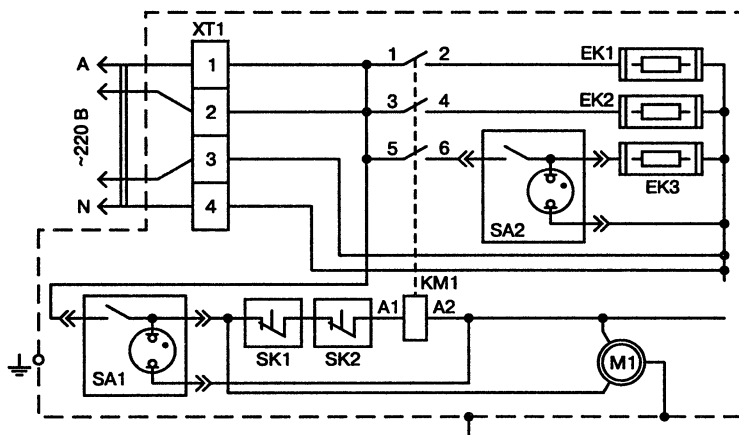 XT1
A
1
1
2
EK1
2
3
4
EK2
~220 В
3
5
6
EK3
N
4
SA2
KM1
A1
A2
SK1
SK2
SA1
M1